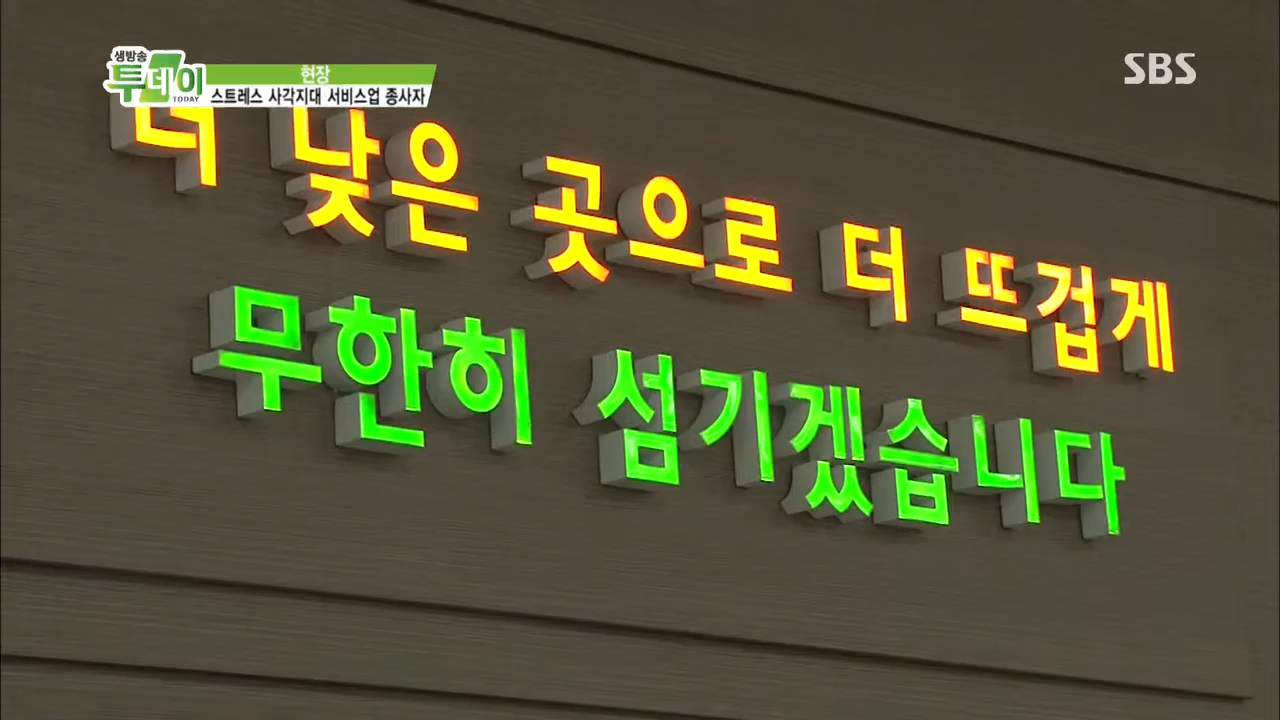 생방송
투데이
TODAY
현장
스트레스 사각지대 서비스업 종사자
SBS
더 낮은 곳으로 더 뜨겁게
무한히 섬기겠습니다